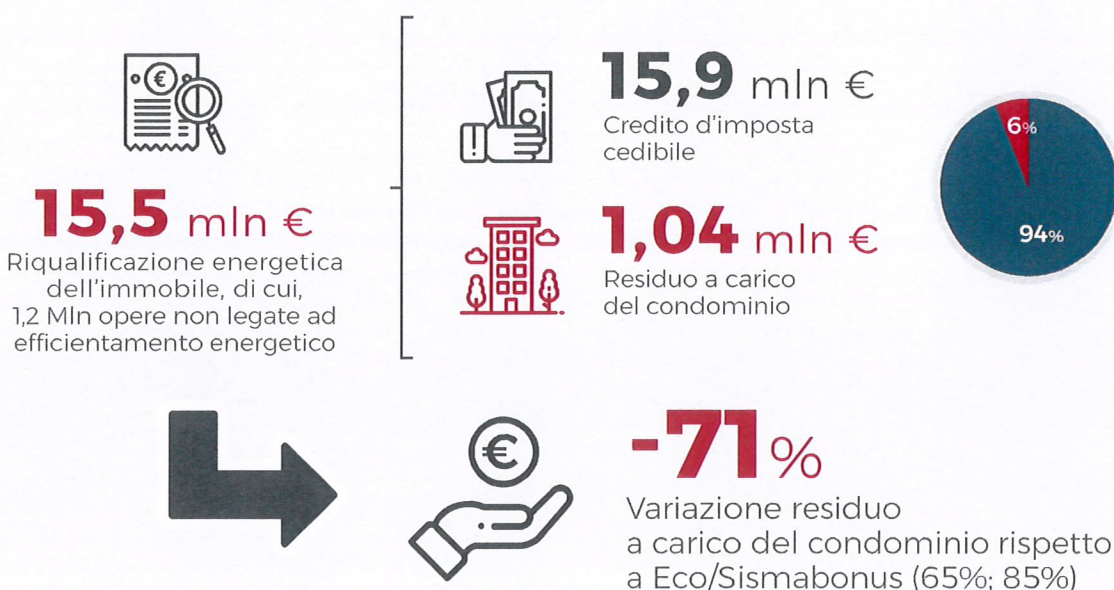 15,5 mln €
Riqualificazione energetica
dell'immobile, di cui,
1,2 Mln opere non legate ad
efficientamento energetico
15,9 mln €
Credito d'imposta
cedibile
1,04 mln €
Residuo a carico
del condominio
6%
94%
-71%
Variazione residuo
a carico del condominio rispetto
a Eco/Sismabonus (65%; 85%)